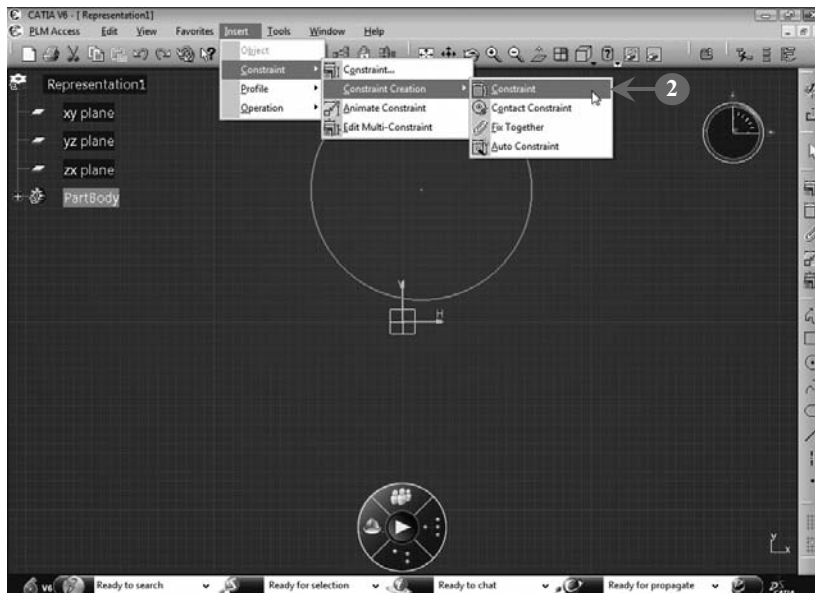 CATIA V6 - [ Representation1]
PLM Access Edit View Favorites Insert Tools Window Help
Object
Constraint
Profile
Operation
Constraint...
Constraint Creation
Animate Constraint
Edit Multi-Constraint
Constraint
Contact Constraint
Fix Together
Auto Constraint
2
Representation1
xy plane
yz plane
zx plane
PartBody
V
H
y
x
V6
Ready to search
Ready for selection
Ready to chat
Ready for propagate
CATIA